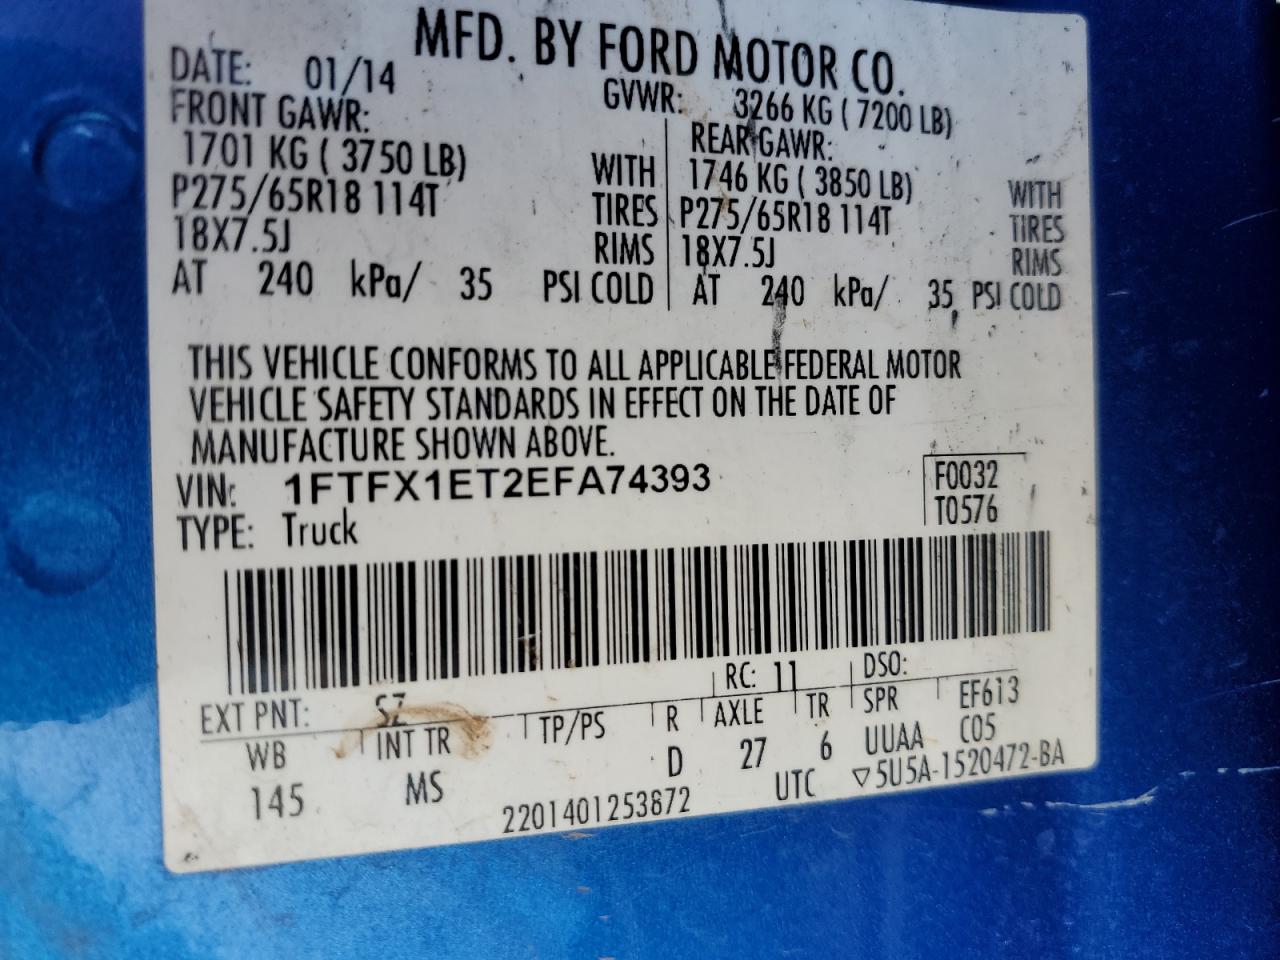 MFD. BY FORD MOTOR CO.
DATE: 01/14 GVWR: 3266 KG ( 7200 LB)
FRONT GAWR: REAR GAWR:
1701 KG ( 3750 LB) WITH 1746 KG ( 3850 LB) WITH
P275/65R18 114T TIRES P275/65R18 114T TIRES
18X7.5J RIMS 18X7.5J RIMS
AT 240 kPa/ 35 PSI COLD AT 240 kPa/ 35 PSI COLD
THIS VEHICLE CONFORMS TO ALL APPLICABLE FEDERAL MOTOR
VEHICLE SAFETY STANDARDS IN EFFECT ON THE DATE OF
MANUFACTURE SHOWN ABOVE.
VIN: 1FTFX1ET2EFA74393 F0032
TYPE: Truck T0576
EXT PNT: SZ RC: 11 DSO:
WB INT TR TP/PS R AXLE TR SPR EF613
145 MS D 27 6 UUAA C05
2201401253872 UTC ▽5U5A-1520472-BA